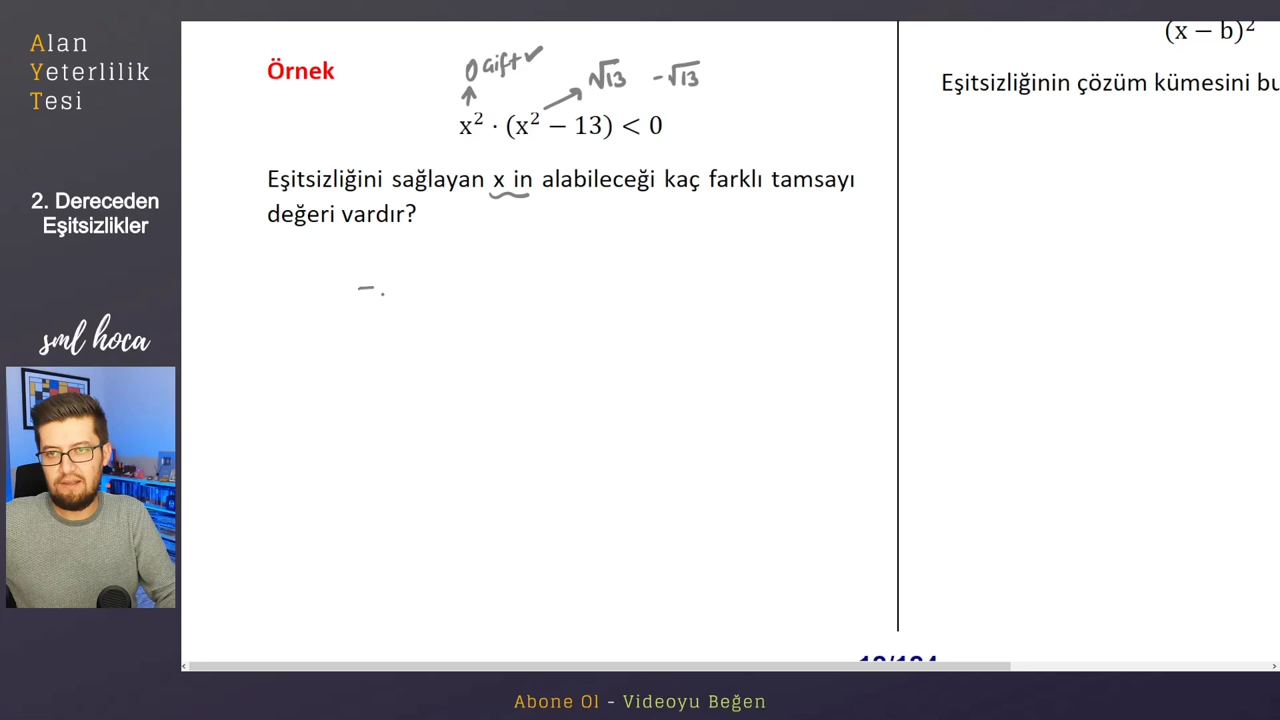 Alan
Yeterlilik
Tesi
2. Dereceden
Eşitsizlikler
sml hoca
Örnek
0 çift ✓
√13 -√13
x² · (x² − 13) < 0
Eşitsizliğini sağlayan x in alabileceği kaç farklı tamsayı
değeri vardır?
(x − b)²
Eşitsizliğinin çözüm kümesini bu
Abone Ol - Videoyu Beğen